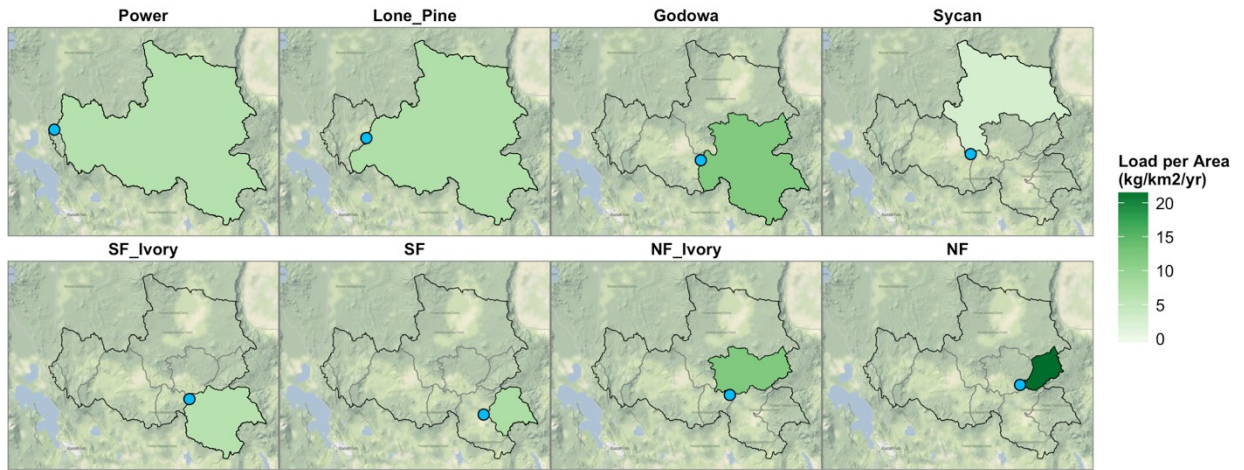 Power
Lone_Pine
Godowa
Sycan
Load per Area
(kg/km2/yr)
20
15
10
5
0
SF_Ivory
SF
NF_Ivory
NF